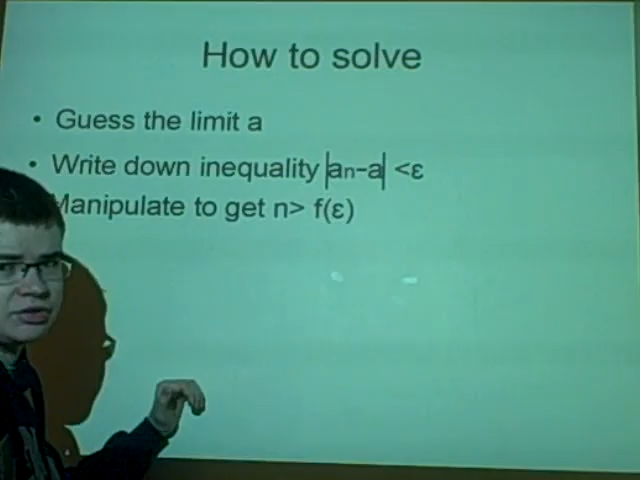 How to solve
• Guess the limit a
• Write down inequality |an-a| <ε
Manipulate to get n> f(ε)